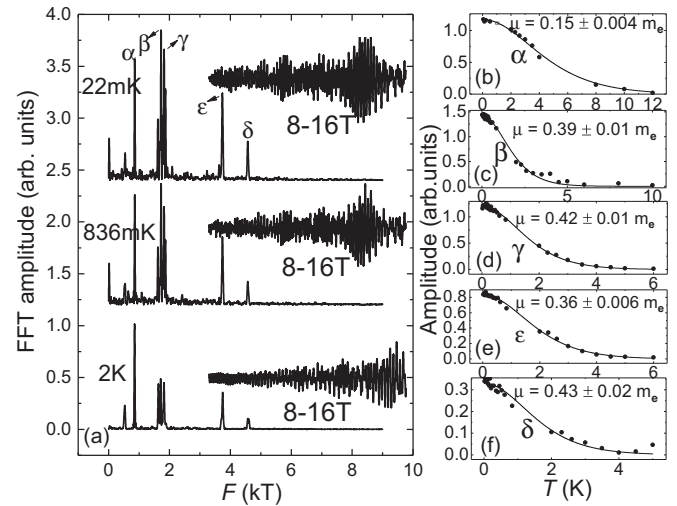 4.0
3.5
3.0
2.5
2.0
1.5
1.0
0.5
0.0
FFT amplitude (arb. units)
α
β
γ
ε
δ
22mK
8-16T
836mK
8-16T
2K
8-16T
(a)
0 2 4 6 8 10
F (kT)
Amplitude (arb.units)
1.0
0.5
0.0
μ = 0.15 ± 0.004 mₑ
α
(b)
0 2 4 6 8 10 12
1.5
1.0
0.5
0.0
μ = 0.39 ± 0.01 mₑ
β
(c)
0 5 10
1.0
0.5
0.0
μ = 0.42 ± 0.01 mₑ
γ
(d)
0 2 4 6
0.8
0.6
0.4
0.2
0.0
μ = 0.36 ± 0.006 mₑ
ε
(e)
0 2 4 6
0.3
0.2
0.1
0.0
μ = 0.43 ± 0.02 mₑ
δ
(f)
0 2 4
T (K)